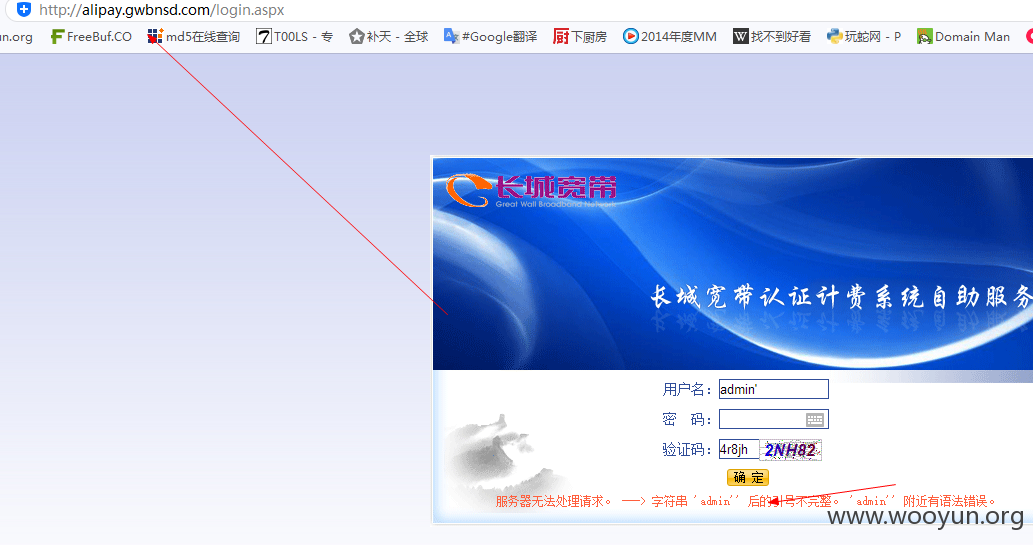 http://alipay.gwbnsd.com/login.aspx
un.org FreeBuf.CO md5在线查询 T00LS - 专 补天 - 全球 #Google翻译 下厨房 2014年度MM 找不到好看 玩蛇网 - P Domain Man
长城宽带
Great Wall Broadband Network
长城宽带认证计费系统自助服务
用户名: admin'
密 码:
验证码: 4r8jh 2NH82
确 定
服务器无法处理请求。 ---> 字符串 'admin'' 后的引号不完整。 'admin'' 附近有语法错误。
www.wooyun.org